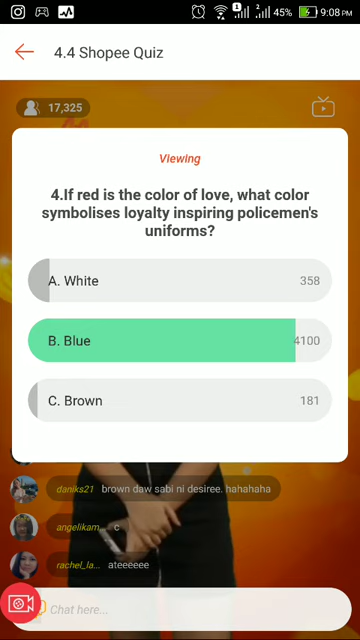 45% 9:08 PM
4.4 Shopee Quiz
17,325
Viewing
4.If red is the color of love, what color
symbolises loyalty inspiring policemen's
uniforms?
A. White 358
B. Blue 4100
C. Brown 181
daniks21 brown daw sabi ni desiree. hahahaha
angelikam... c
rachel_la... ateeeeee
Chat here...